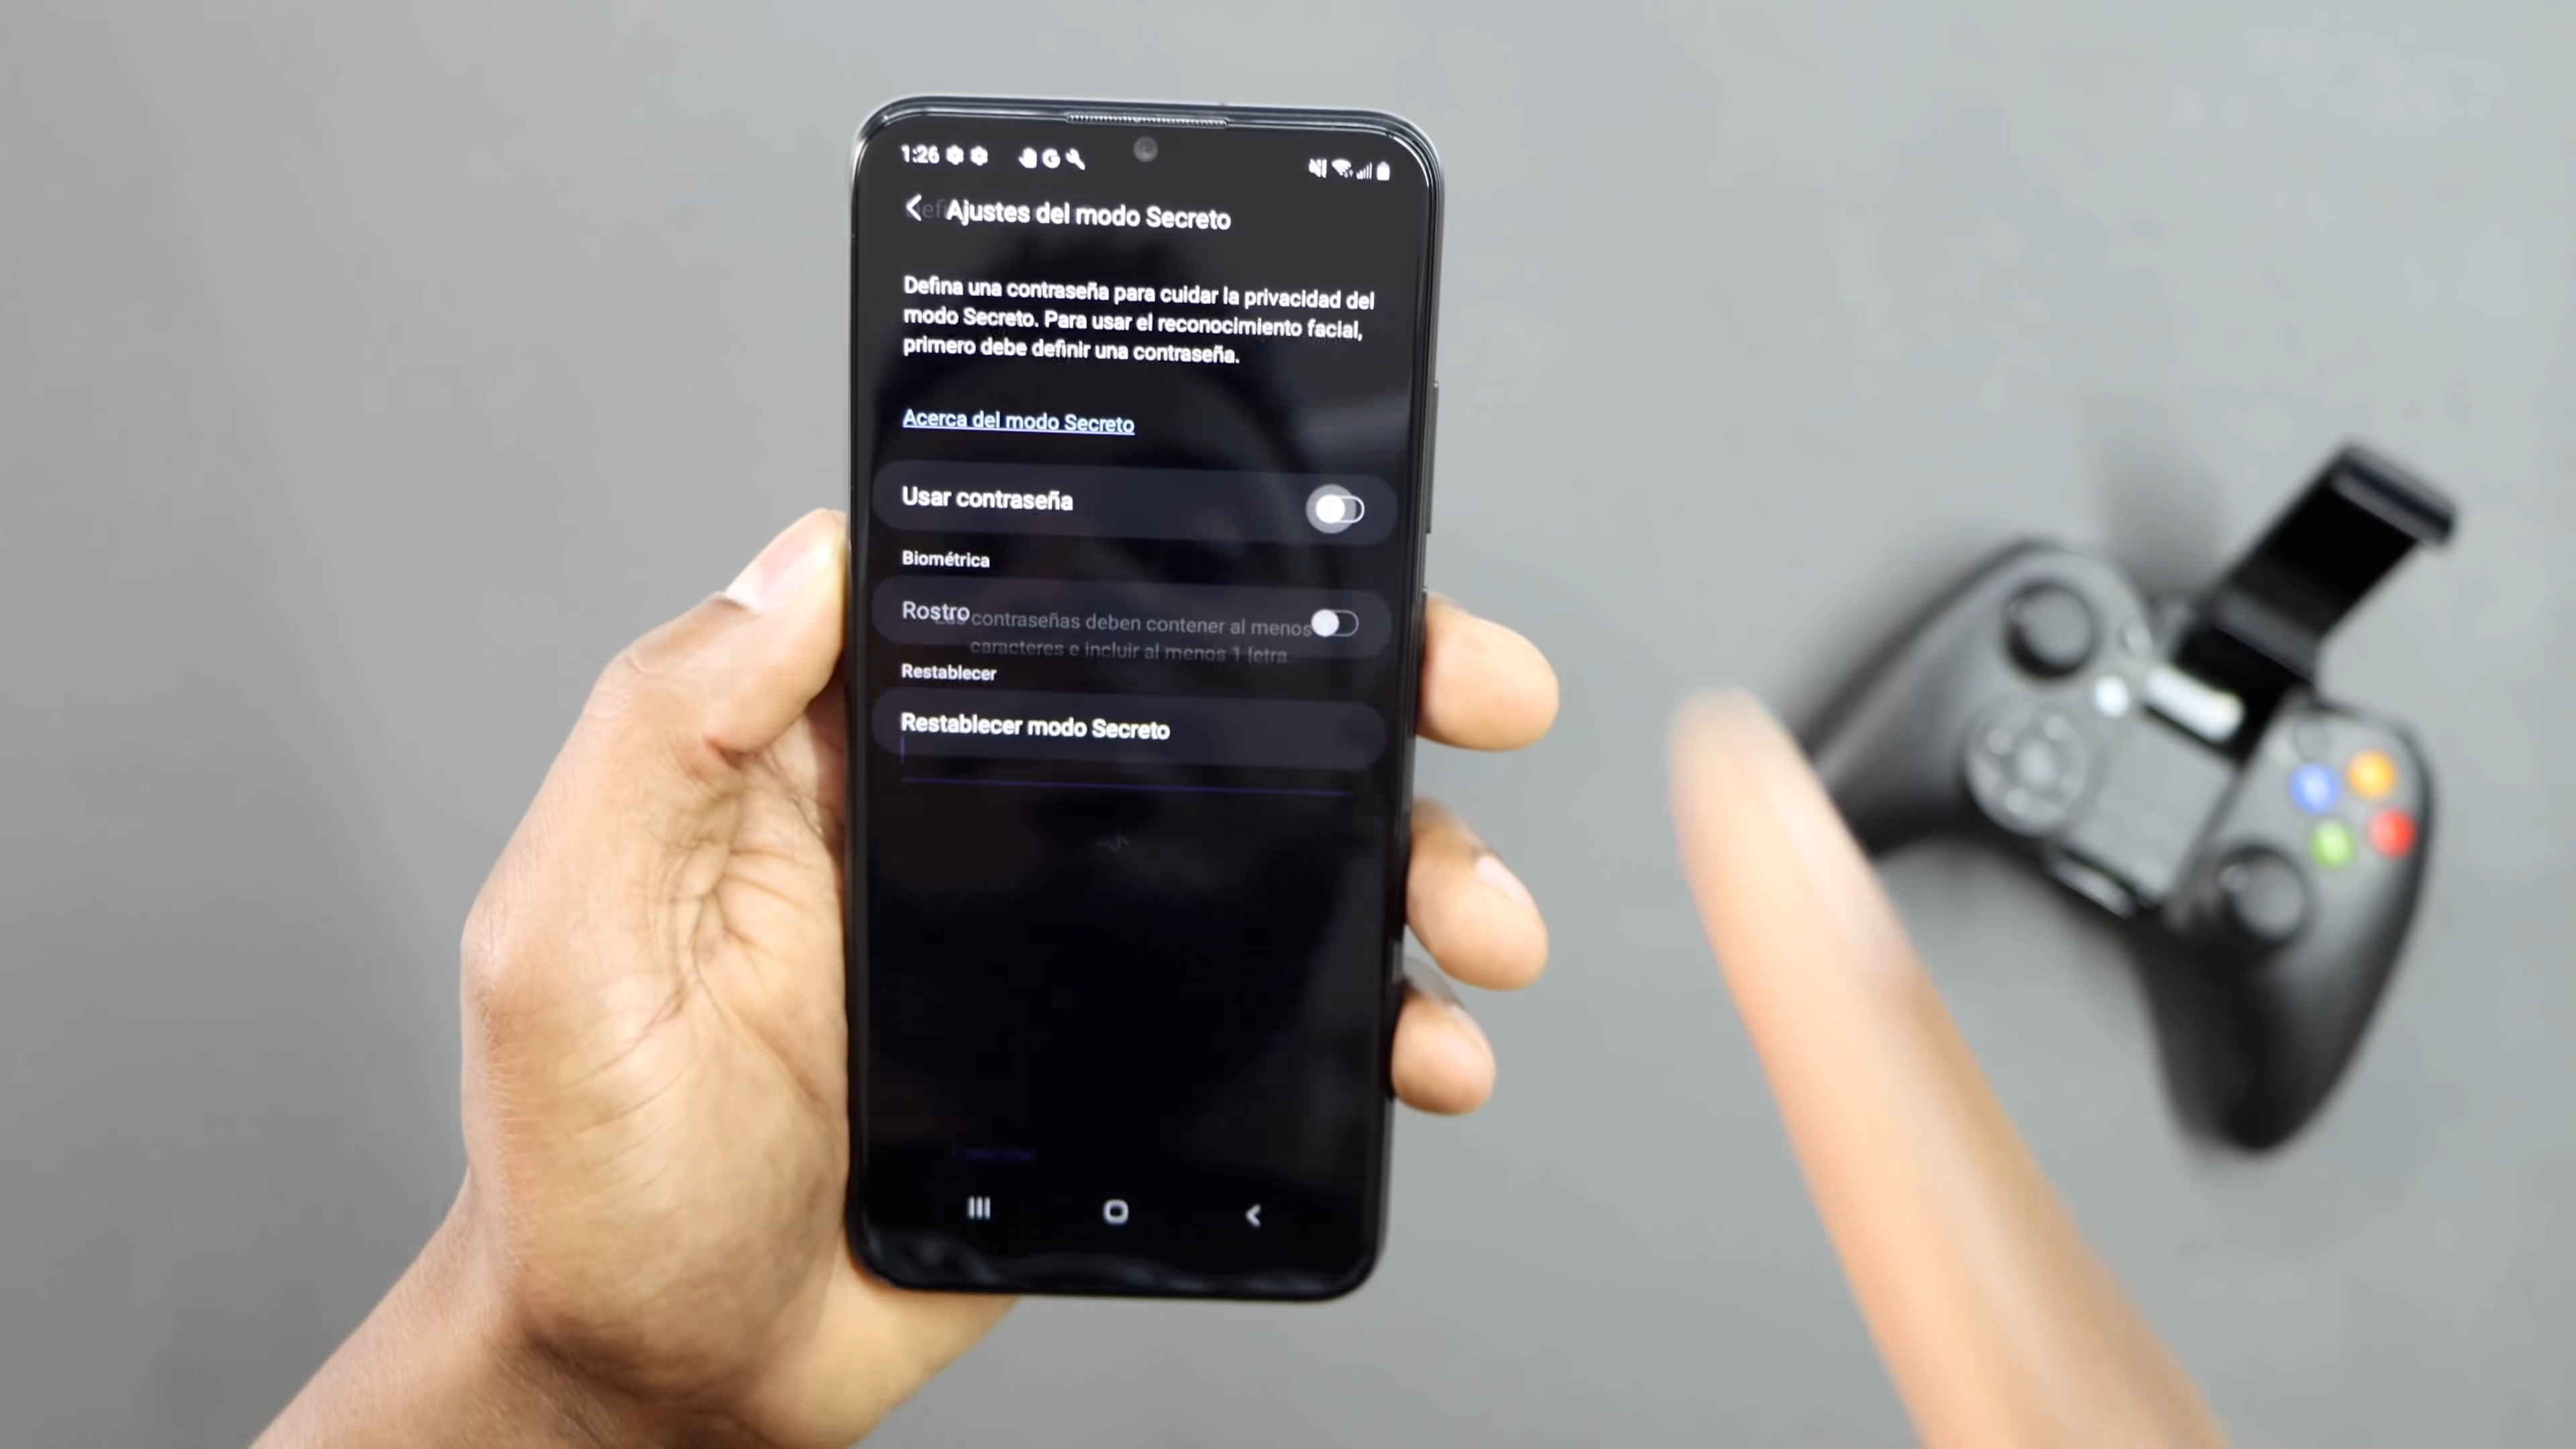 1:26
Ajustes del modo Secreto
Defina una contraseña para cuidar la privacidad del
modo Secreto. Para usar el reconocimiento facial,
primero debe definir una contraseña.
Acerca del modo Secreto
Usar contraseña
Biométrica
Rostro
contraseñas deben contener al menos
caracteres e incluir al menos 1 letra
Restablecer
Restablecer modo Secreto